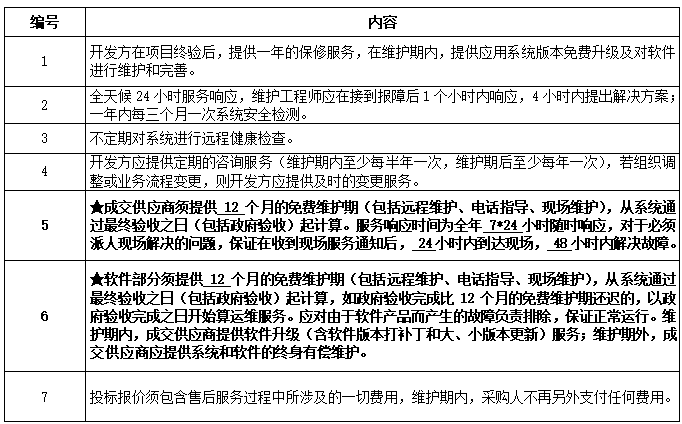 编号 内容
1 开发方在项目终验后，提供一年的保修服务，在维护期内，提供应用系统版本免费升级及对软件
进行维护和完善。
2 全天候 24 小时服务响应，维护工程师应在接到报障后 1 个小时内响应，4 小时内提出解决方案；
一年内每三个月一次系统安全检测。
3 不定期对系统进行远程健康检查。
4 开发方应提供定期的咨询服务（维护期内至少每半年一次，维护期后至少每年一次），若组织调
整或业务流程变更，则开发方应提供及时的变更服务。
5 ★成交供应商须提供 12 个月的免费维护期（包括远程维护、电话指导、现场维护），从系统通
过最终验收之日（包括政府验收）起计算。服务响应时间为全年 7*24 小时随时响应，对于必须
派人现场解决的问题，保证在收到现场服务通知后， 24 小时内到达现场， 48 小时内解决故障。
6 ★软件部分须提供 12 个月的免费维护期（包括远程维护、电话指导、现场维护），从系统通过
最终验收之日（包括政府验收）起计算，如政府验收完成比 12 个月的免费维护期还迟的，以政
府验收完成之日开始算运维服务。应对由于软件产品而产生的故障负责排除，保证正常运行。维
护期内，成交供应商提供软件升级（含软件版本打补丁和大、小版本更新）服务；维护期外，成
交供应商应提供系统和软件的终身有偿维护。
7 投标报价须包含售后服务过程中所涉及的一切费用，维护期内，采购人不再另外支付任何费用。